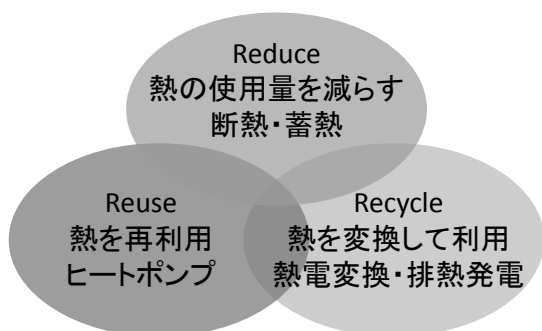 Reduce
熱の使用量を減らす
断熱・蓄熱
Reuse
熱を再利用
ヒートポンプ
Recycle
熱を変換して利用
熱電変換・排熱発電